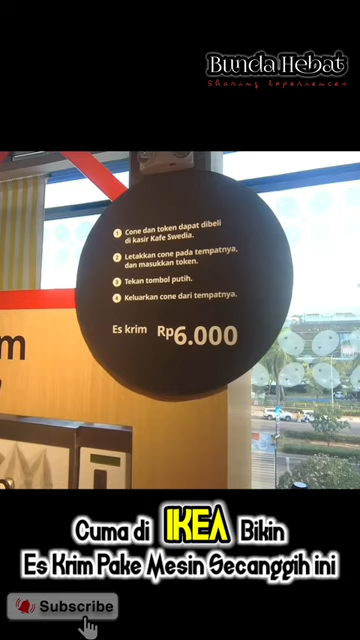 Bunda Hebat
Sharing Experiences
1 Cone dan token dapat dibeli
di kasir Kafe Swedia.
2 Letakkan cone pada tempatnya,
dan masukkan token.
3 Tekan tombol putih.
4 Keluarkan cone dari tempatnya.
Es krim Rp6.000
m
Cuma di IKEA Bikin
Es Krim Pake Mesin Secanggih ini
Subscribe